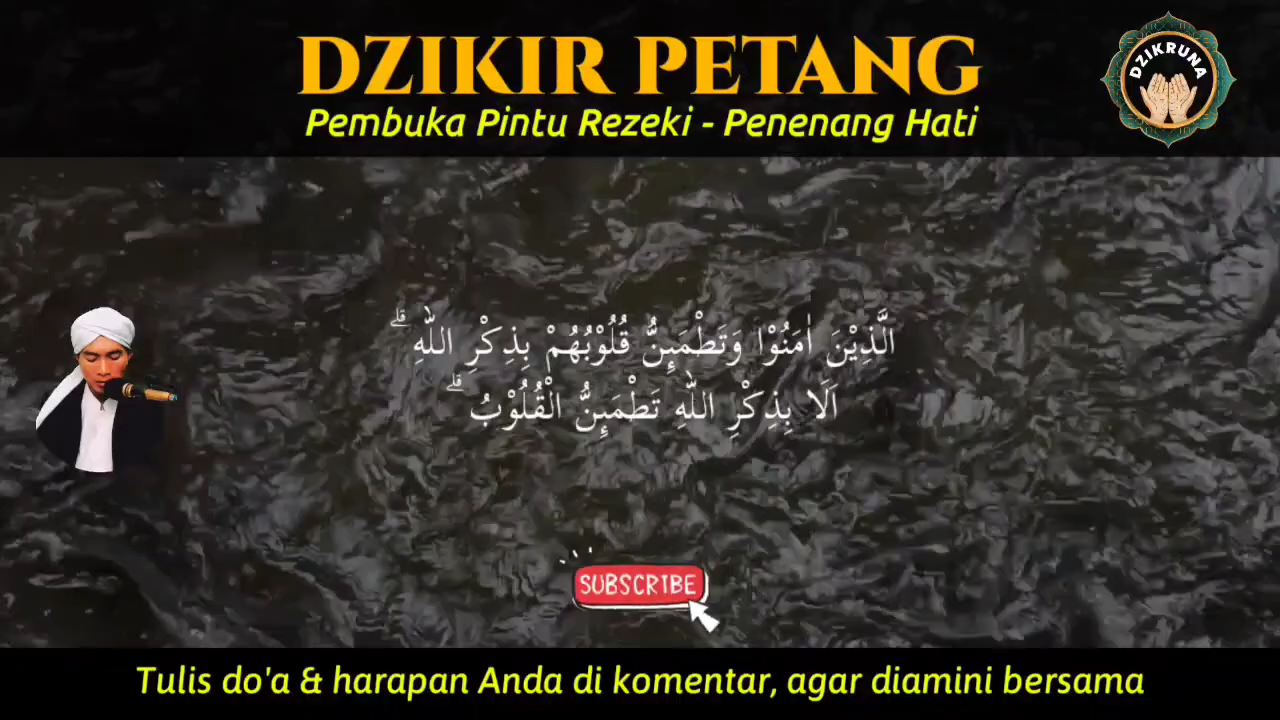 DZIKIR PETANG
Pembuka Pintu Rezeki - Penenang Hati
DZIKRUNA
الَّذِيْنَ اٰمَنُوْا وَتَطْمَىِٕنُّ قُلُوْبُهُمْ بِذِكْرِ اللّٰهِ ۗ
اَلَا بِذِكْرِ اللّٰهِ تَطْمَىِٕنُّ الْقُلُوْبُ ۗ
SUBSCRIBE
Tulis do'a & harapan Anda di komentar, agar diamini bersama